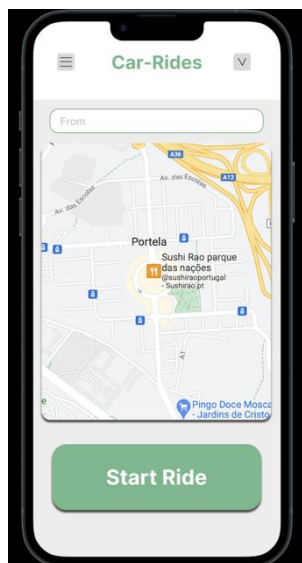 Car-Rides
V
From
A36
Av. das Escolas
A12
Av. das Escolas
Portela
Sushi Rao parque
das nações
@sushiraoportugal
- Sushirao.pt
Pingo Doce Mosca
- Jardins de Cristo
Start Ride